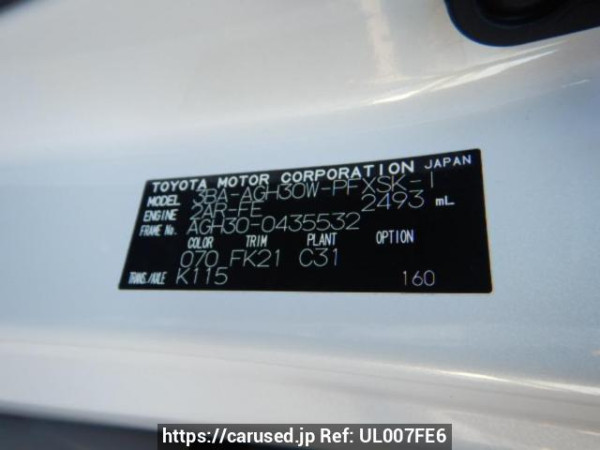 TOYOTA MOTOR CORPORATION JAPAN
MODEL 3BA-AGH30W-PFXSK-I
ENGINE 2AR-FE 2493 mL
FRAME No. AGH30-0435532
COLOR TRIM PLANT OPTION
070 FK21 C31
TRANS./AXLE K115 160
https://carused.jp Ref: UL007FE6